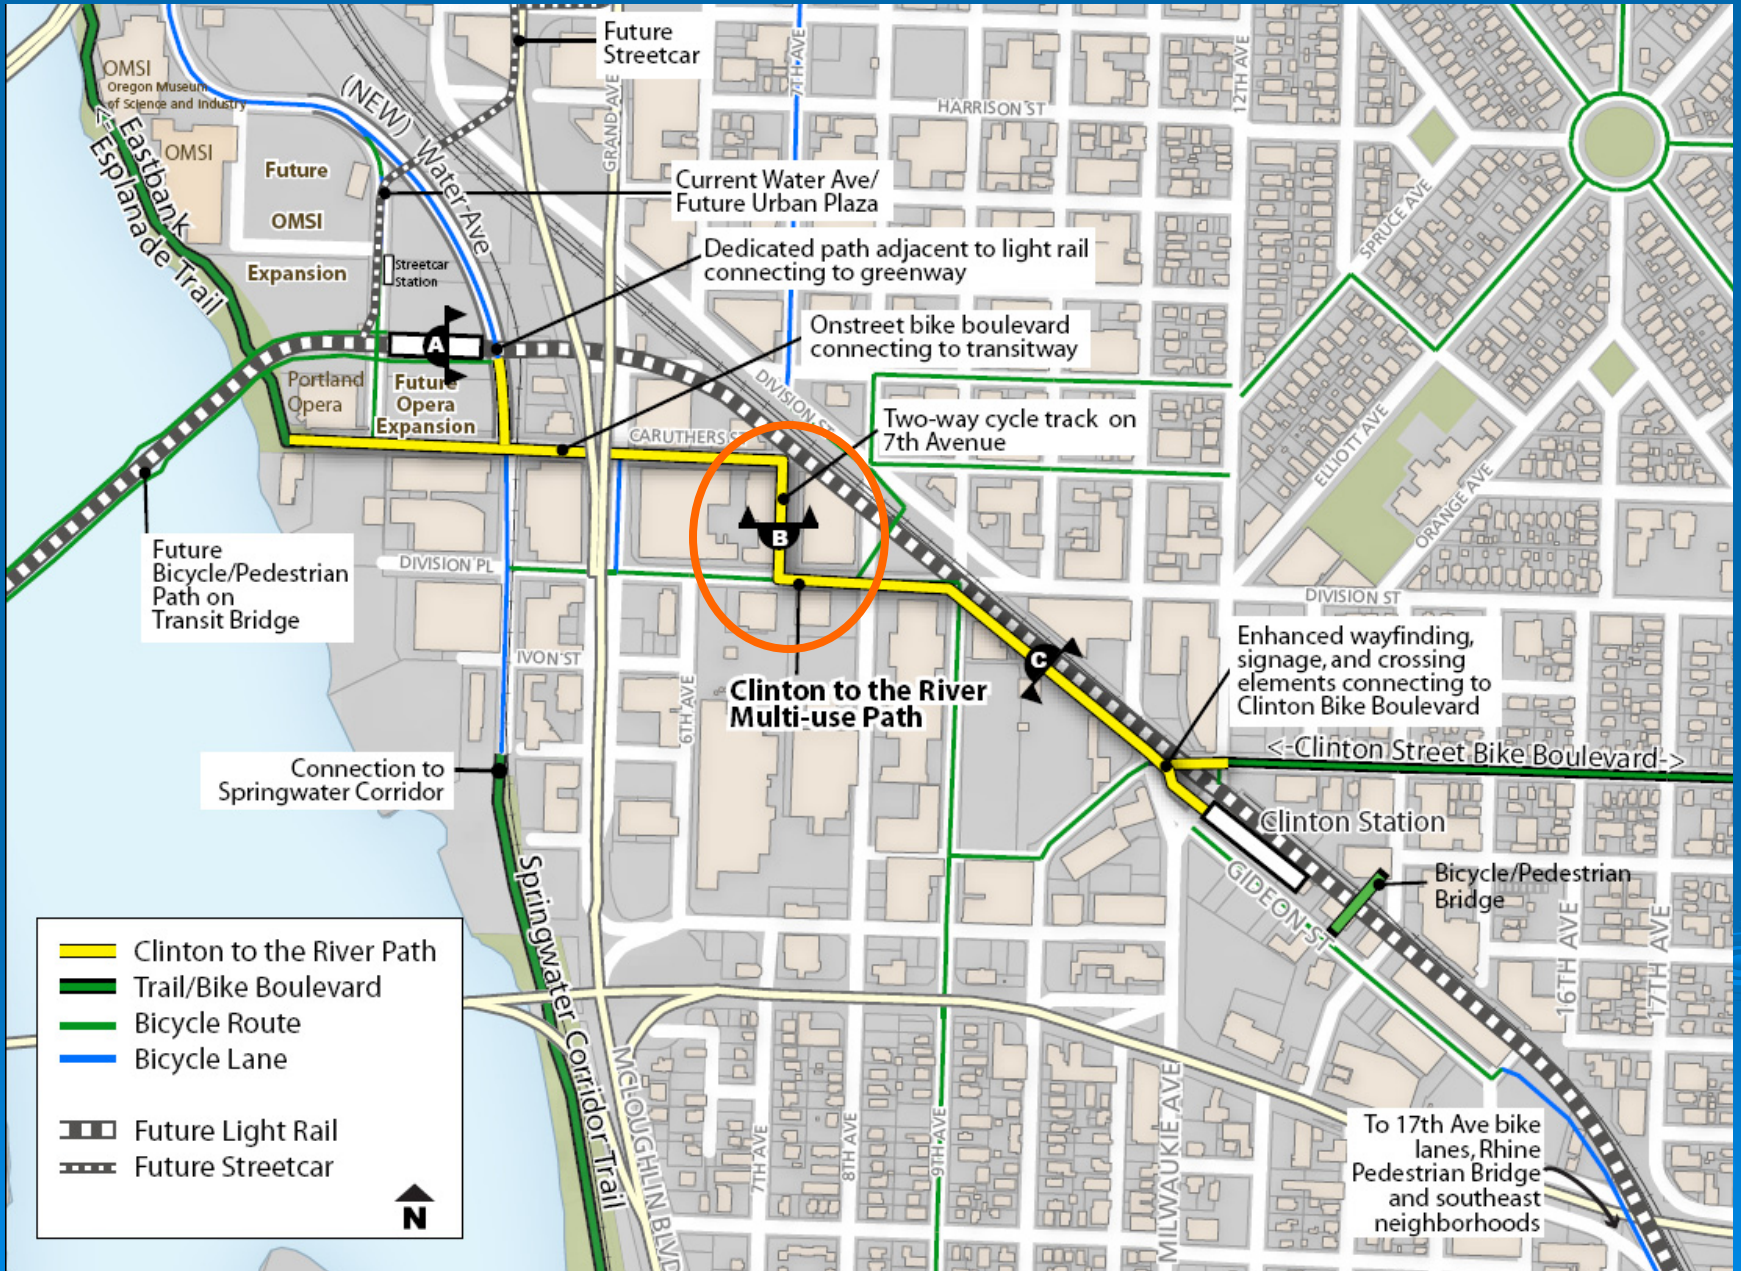 Future
Streetcar
7TH AVE
12TH AVE
GRAND AVE
HARRISON ST
OMSI
Oregon Museum
of Science and Industry
(NEW) Water Ave
<- Eastbank
Esplanade Trail
OMSI
Future
OMSI
Expansion
Current Water Ave/
Future Urban Plaza
SPRUCE AVE
Dedicated path adjacent to light rail
connecting to greenway
Streetcar
Station
Onstreet bike boulevard
connecting to transitway
A
Portland
Opera
Future
Opera
Expansion
DIVISION ST
CARUTHERS ST
Two-way cycle track on
7th Avenue
ELLIOTT AVE
ORANGE AVE
B
Future
Bicycle/Pedestrian
Path on
Transit Bridge
DIVISION PL
DIVISION ST
IVON ST
6TH AVE
C
Clinton to the River
Multi-use Path
Enhanced wayfinding,
signage, and crossing
elements connecting to
Clinton Bike Boulevard
<-Clinton Street Bike Boulevard->
Connection to
Springwater Corridor
Clinton Station
GIDEON ST
Bicycle/Pedestrian
Bridge
16TH AVE
17TH AVE
Springwater Corridor Trail
MCLOUGHLIN BLVD
7TH AVE
8TH AVE
9TH AVE
MILWAUKIE AVE
To 17th Ave bike
lanes, Rhine
Pedestrian Bridge
and southeast
neighborhoods
Clinton to the River Path
Trail/Bike Boulevard
Bicycle Route
Bicycle Lane
Future Light Rail
Future Streetcar
N